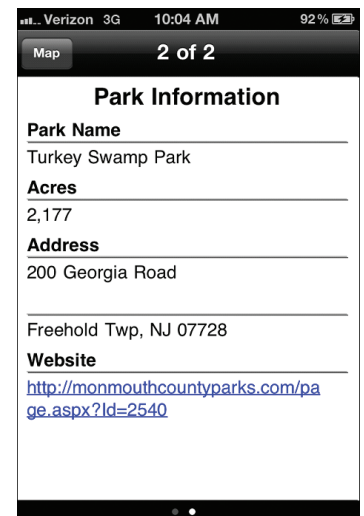 Verizon 3G 10:04 AM 92%
Map 2 of 2
Park Information
Park Name
Turkey Swamp Park
Acres
2,177
Address
200 Georgia Road
Freehold Twp, NJ 07728
Website
http://monmouthcountyparks.com/pa
ge.aspx?Id=2540